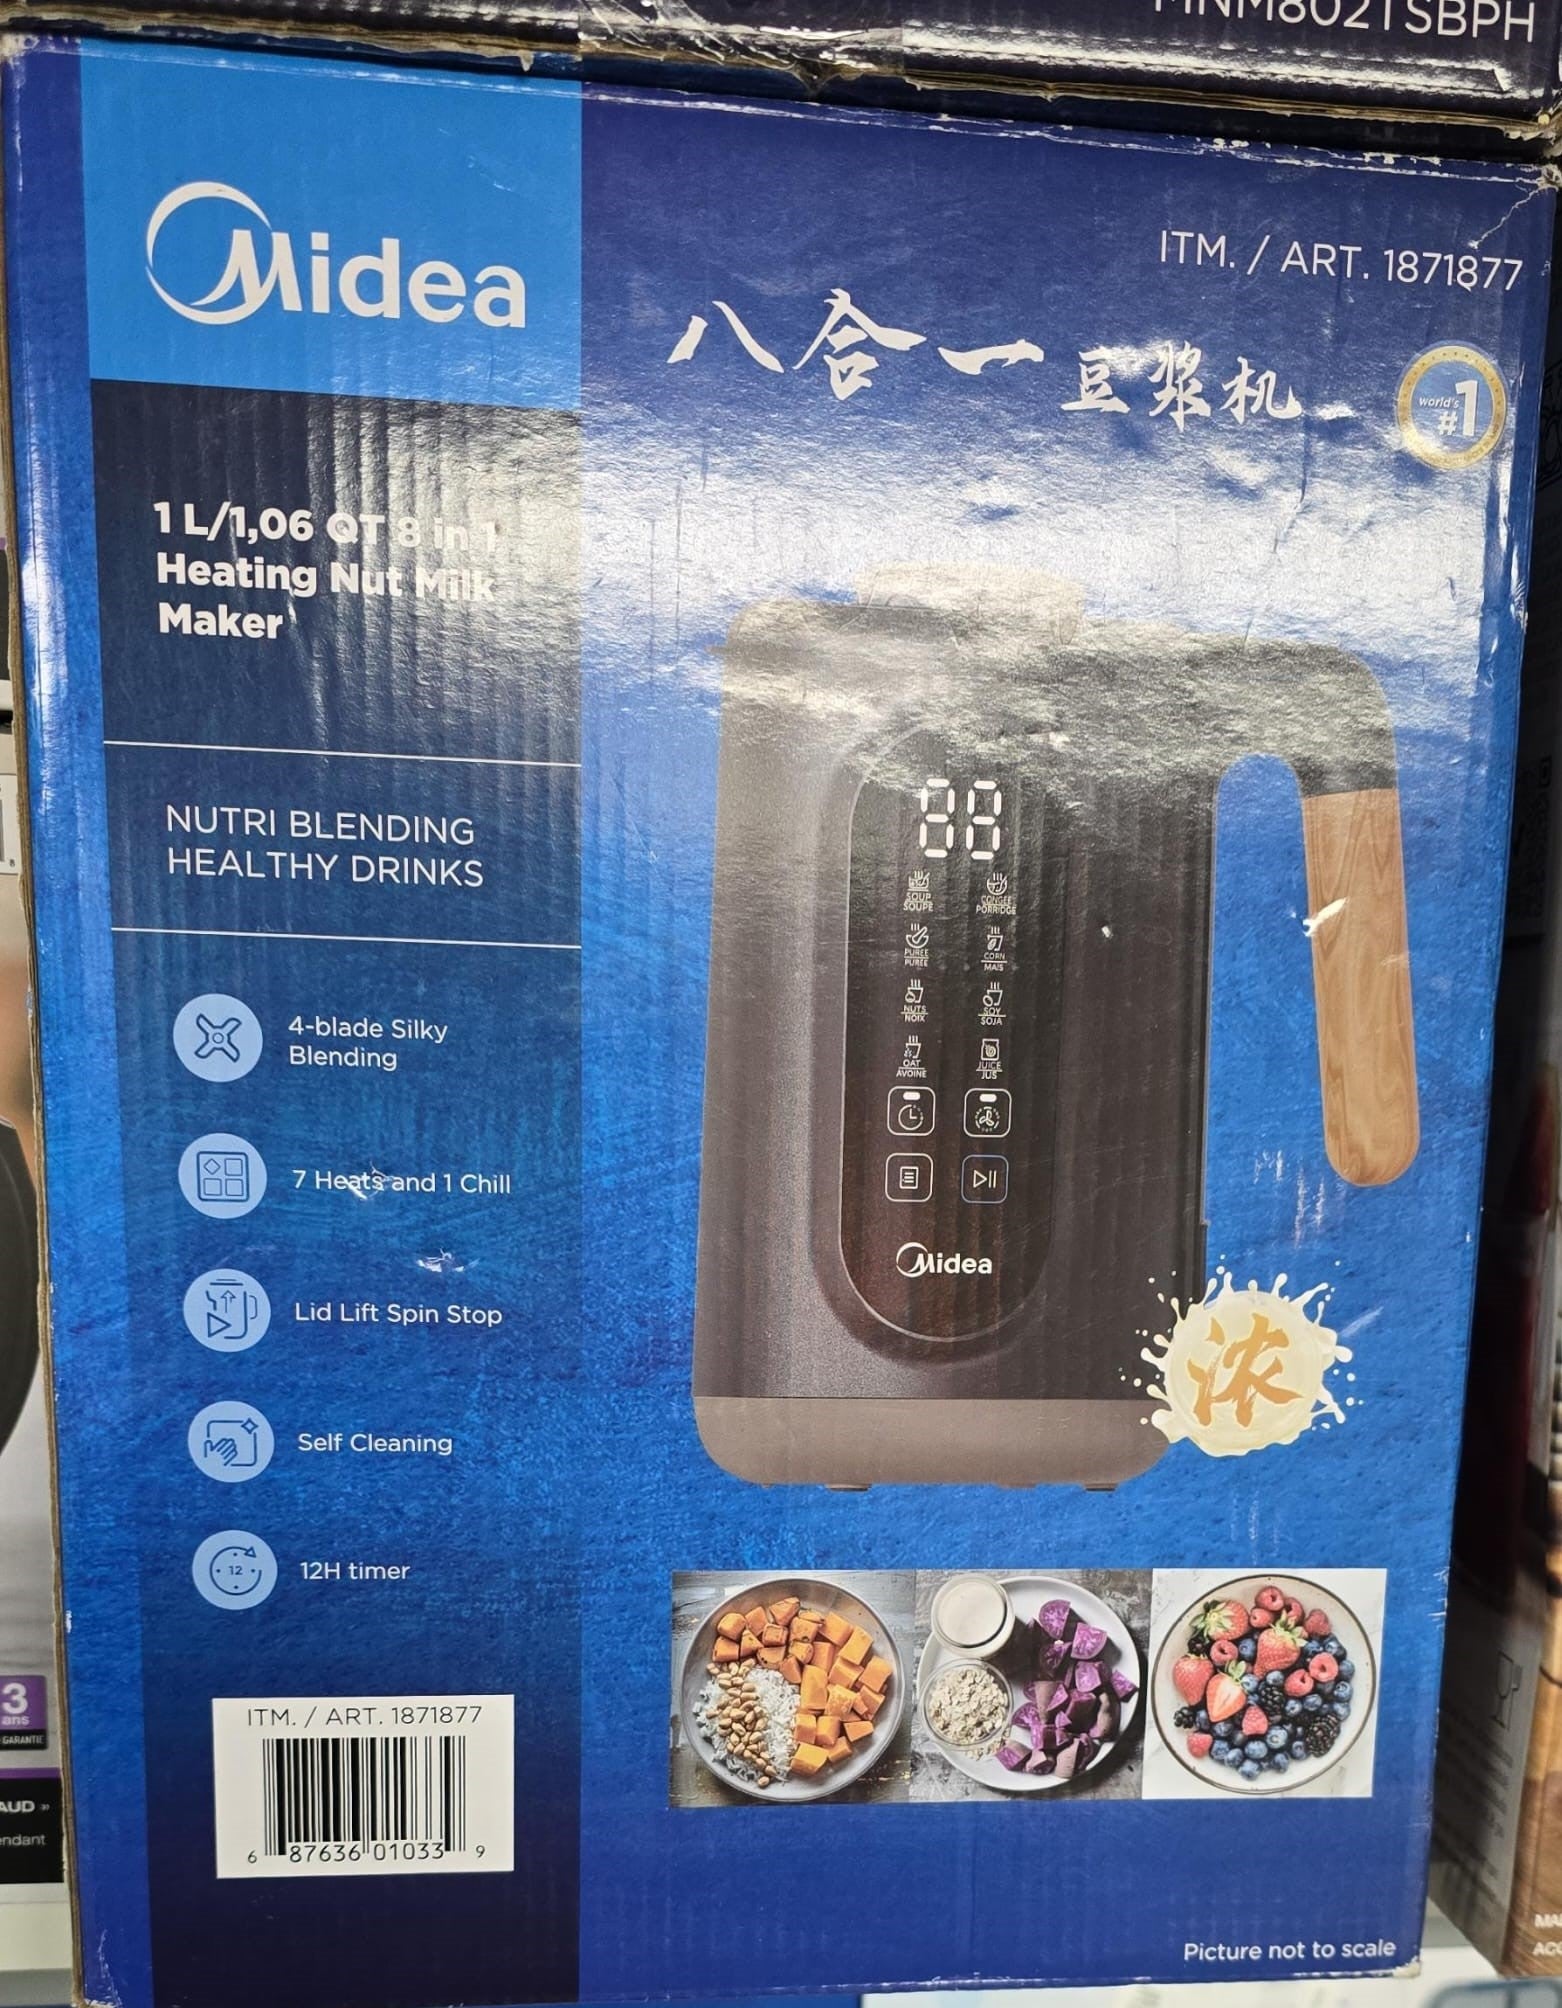 MNM8021SBPH
Midea
ITM. / ART. 1871877
八合一 豆浆机
world's
#1
1 L/1,06 QT 8 in 1
Heating Nut Milk
Maker
NUTRI BLENDING
HEALTHY DRINKS
4-blade Silky
Blending
7 Heats and 1 Chill
Lid Lift Spin Stop
Self Cleaning
12
12H timer
88
SOUP
SOUPE
CONGEE
PORRIDGE
PUREE
PURÉE
CORN
MAÏS
NUTS
NOIX
SOY
SOJA
OAT
AVOINE
JUICE
JUS
Midea
浓
ITM. / ART. 1871877
6 87636 01033 9
Picture not to scale
3
ans
GARANTIE
AUD
endant